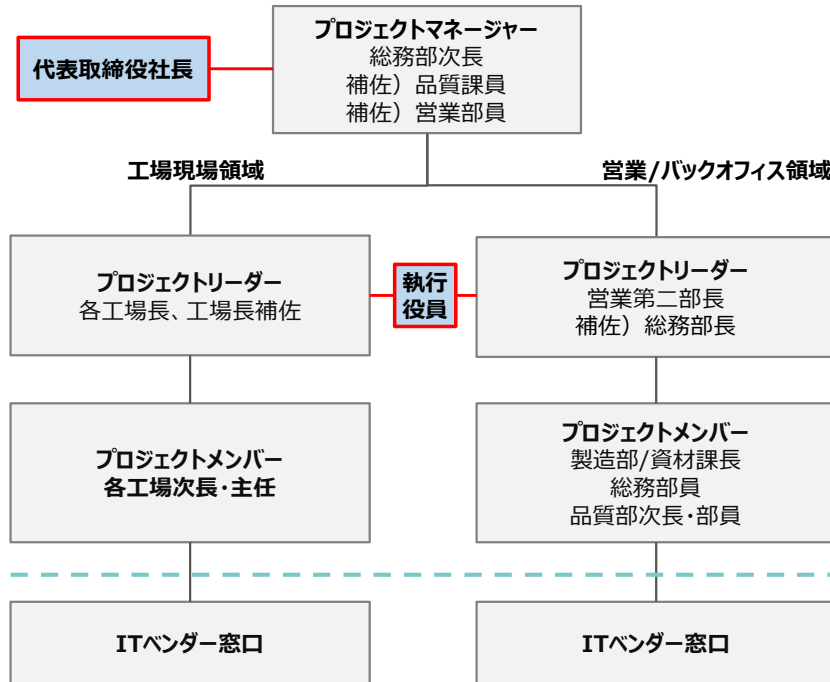 プロジェクトマネージャー
総務部次長
補佐）品質課員
補佐）営業部員
代表取締役社長
工場現場領域
営業/バックオフィス領域
プロジェクトリーダー
各工場長、工場長補佐
執行
役員
プロジェクトリーダー
営業第二部長
補佐）総務部長
プロジェクトメンバー
各工場次長・主任
プロジェクトメンバー
製造部/資材課長
総務部員
品質部次長・部員
ITベンダー窓口
ITベンダー窓口